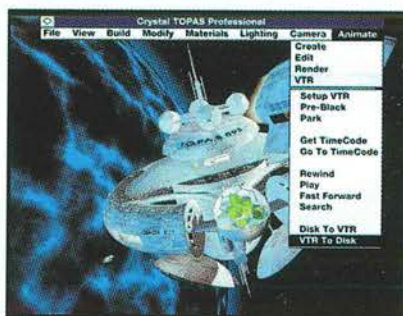 Crystal TOPAS Professional
File View Build Modify Materials Lighting Camera Animate
Create
Edit
Render
VTR
Setup VTR
Pre-Black
Park
Get TimeCode
Go To TimeCode
Rewind
Play
Fast Forward
Search
Disk To VTR
VTR To Disk